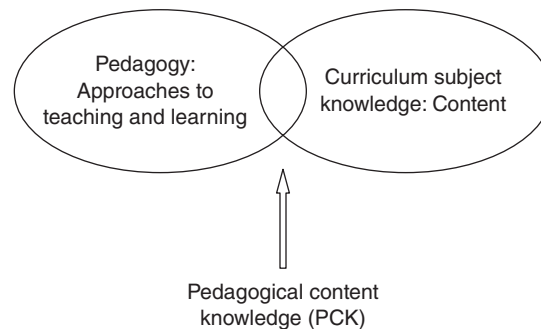 Pedagogy:
Approaches to
teaching and learning
Curriculum subject
knowledge: Content
Pedagogical content
knowledge (PCK)